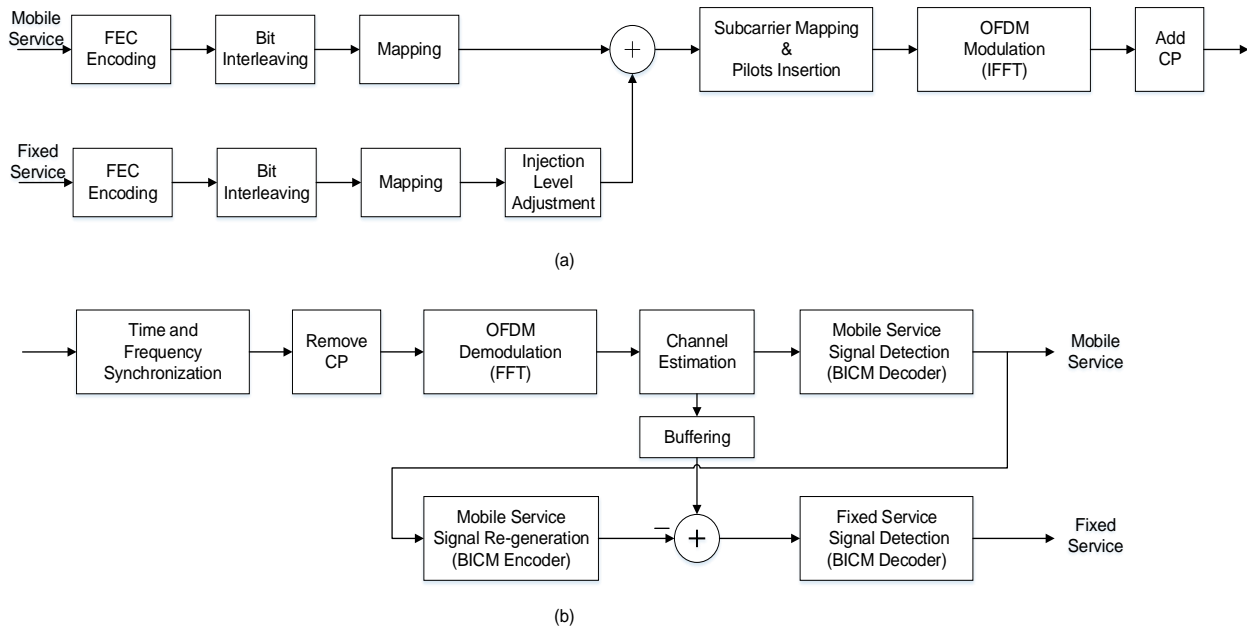 Mobile
Service
FEC
Encoding
Bit
Interleaving
Mapping
+
Subcarrier Mapping
&
Pilots Insertion
OFDM
Modulation
(IFFT)
Add
CP
Fixed
Service
FEC
Encoding
Bit
Interleaving
Mapping
Injection
Level
Adjustment
(a)
Time and
Frequency
Synchronization
Remove
CP
OFDM
Demodulation
(FFT)
Channel
Estimation
Mobile Service
Signal Detection
(BICM Decoder)
Mobile
Service
Buffering
Mobile Service
Signal Re-generation
(BICM Encoder)
−
+
Fixed Service
Signal Detection
(BICM Decoder)
Fixed
Service
(b)